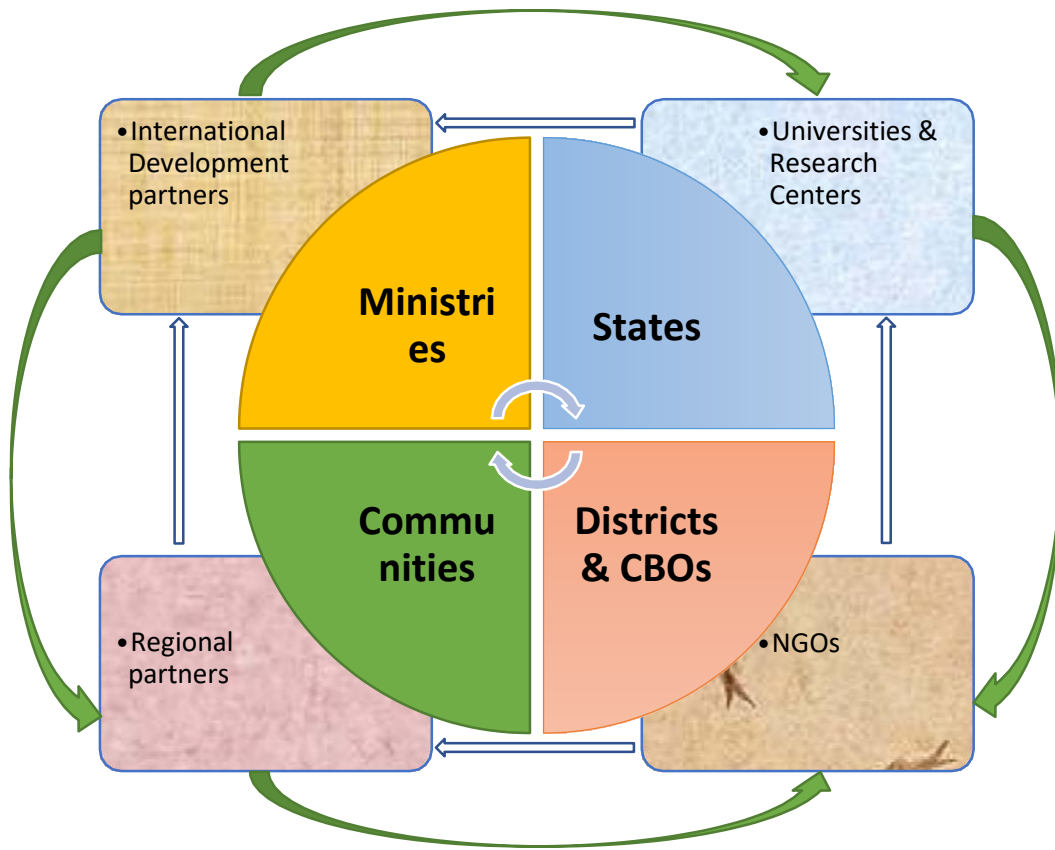 •International
Development
partners
•Universities &
Research
Centers
Ministri
es
States
Commu
nities
Districts
& CBOs
•Regional
partners
•NGOs